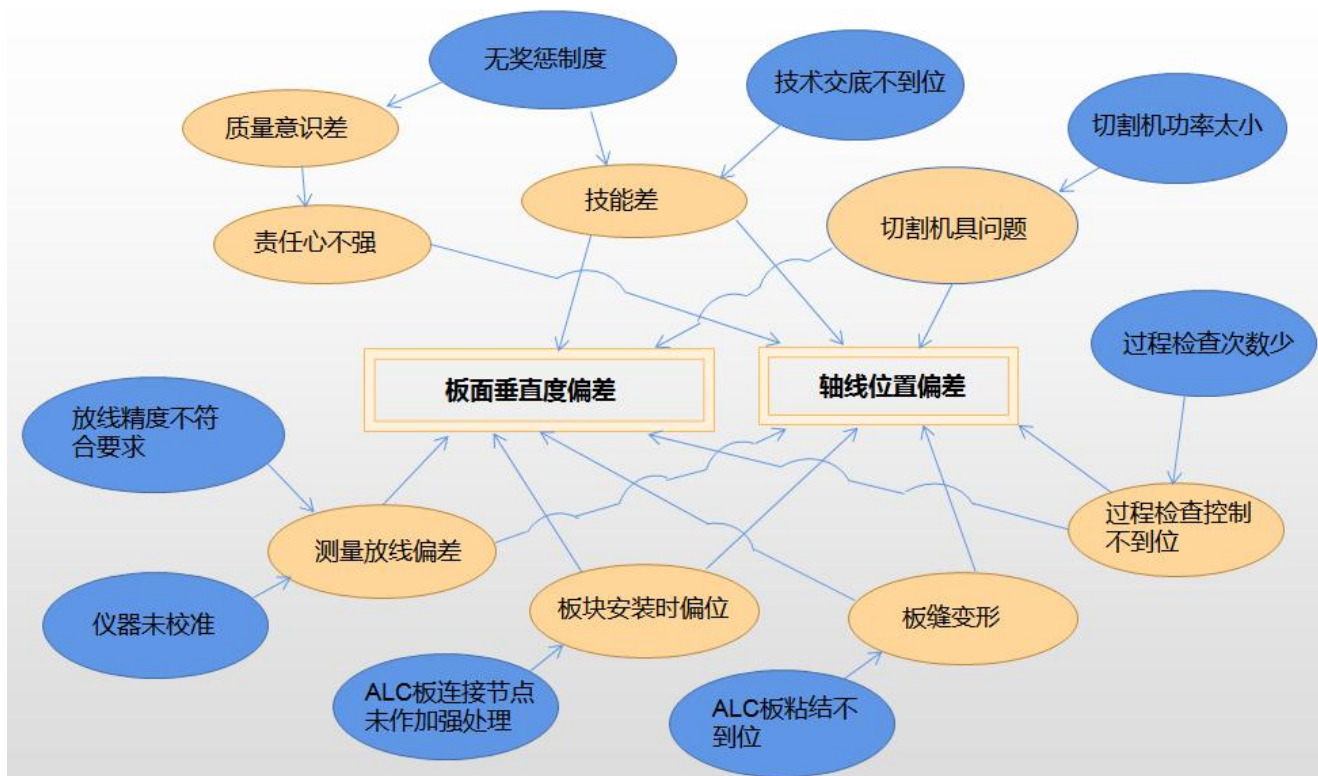 无奖惩制度
技术交底不到位
质量意识差
切割机功率太小
技能差
责任心不强
切割机具问题
过程检查次数少
板面垂直度偏差
轴线位置偏差
放线精度不符
合要求
过程检查控制
不到位
测量放线偏差
板块安装时偏位
板缝变形
仪器未校准
ALC板连接节点
未作加强处理
ALC板粘结不
到位